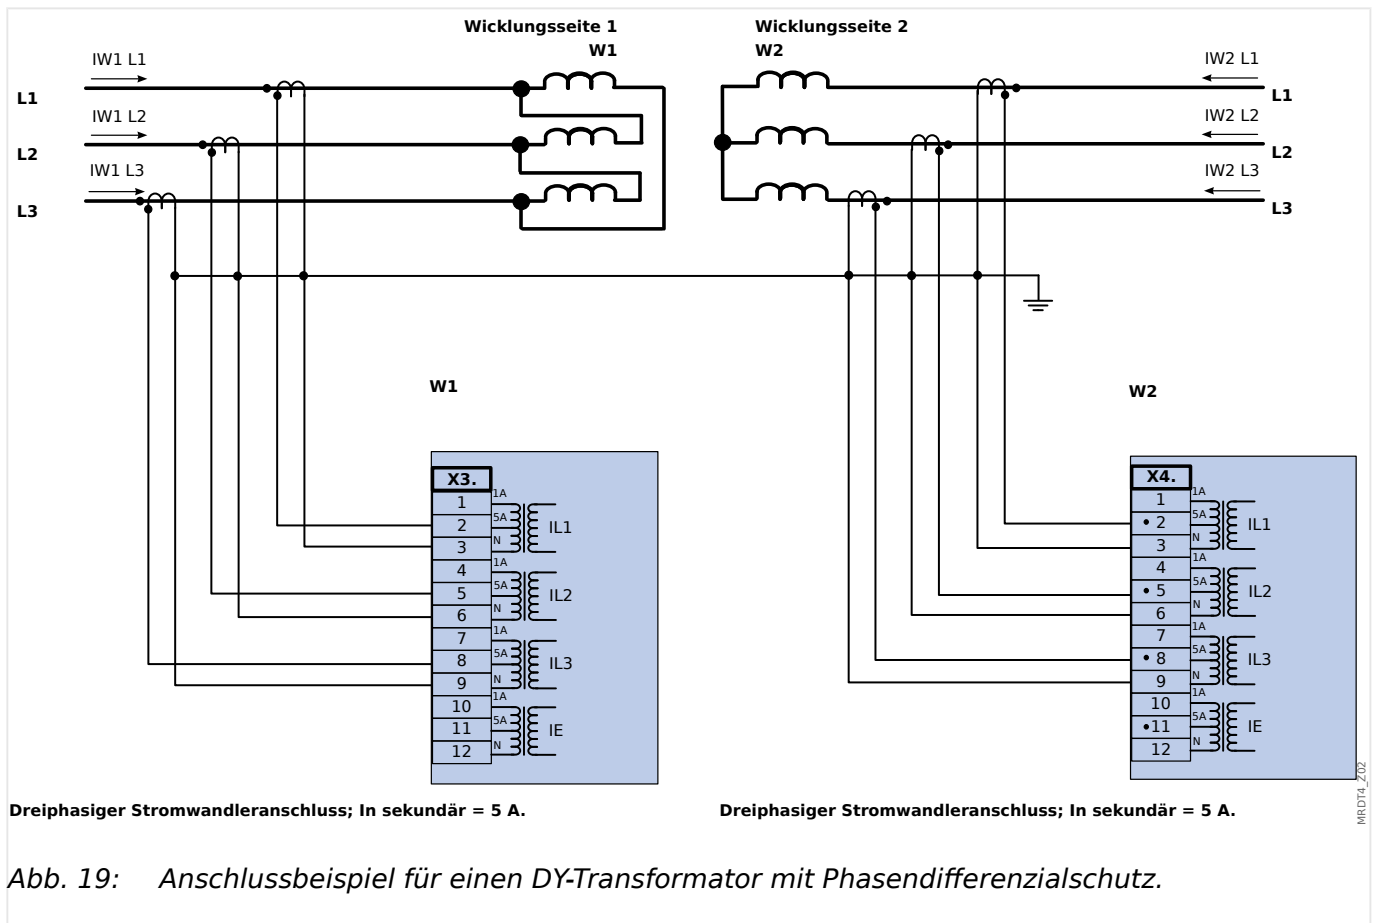 Wicklungsseite 1
Wicklungsseite 2
W1
W2
IW1 L1
IW2 L1
L1
L1
IW1 L2
IW2 L2
L2
L2
IW1 L3
IW2 L3
L3
L3
W1
W2
X3.
1
2
3
4
5
6
7
8
9
10
11
12
1A
5A
N
IL1
1A
5A
N
IL2
1A
5A
N
IL3
1A
5A
N
IE
X4.
1
• 2
3
4
• 5
6
7
• 8
9
10
•11
12
1A
5A
N
IL1
1A
5A
N
IL2
1A
5A
N
IL3
1A
5A
N
IE
MRDT4_Z02
Dreiphasiger Stromwandleranschluss; In sekundär = 5 A.
Dreiphasiger Stromwandleranschluss; In sekundär = 5 A.
Abb. 19: Anschlussbeispiel für einen DY-Transformator mit Phasendifferenzialschutz.